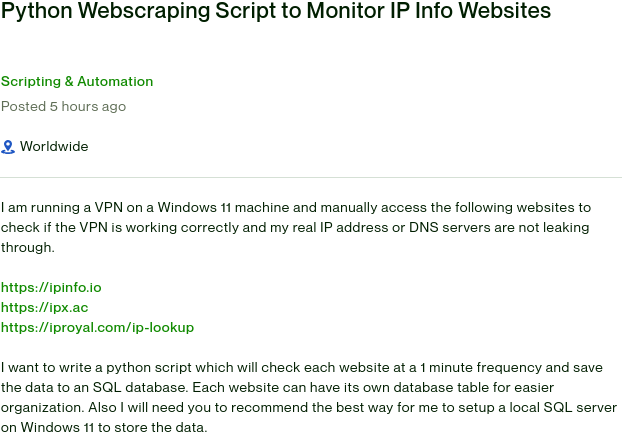 Python Webscraping Script to Monitor IP Info Websites
Scripting & Automation
Posted 5 hours ago
Worldwide
I am running a VPN on a Windows 11 machine and manually access the following websites to
check if the VPN is working correctly and my real IP address or DNS servers are not leaking
through.
https://ipinfo.io
https://ipx.ac
https://iproyal.com/ip-lookup
I want to write a python script which will check each website at a 1 minute frequency and save
the data to an SQL database. Each website can have its own database table for easier
organization. Also I will need you to recommend the best way for me to setup a local SQL server
on Windows 11 to store the data.